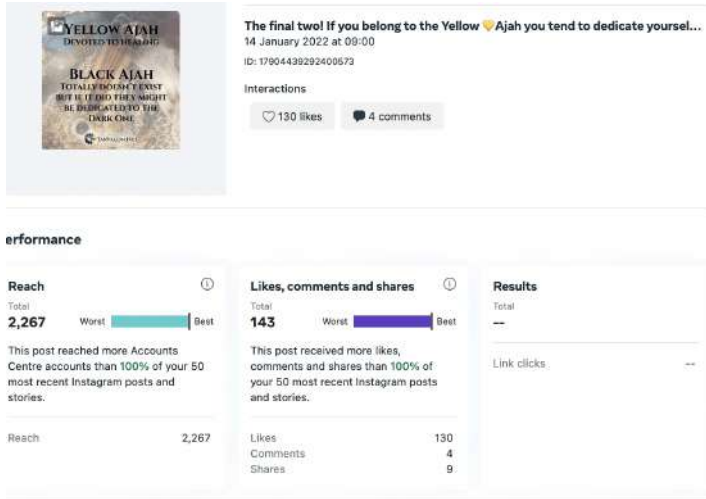 YELLOW AJAH
DEVOTED TO HEALING
BLACK AJAH
TOTALLY DOESN'T EXIST
BUT IF IT DID THEY MIGHT
BE DEDICATED TO THE
DARK ONE
The final two! If you belong to the Yellow 💛Ajah you tend to dedicate yoursel...
14 January 2022 at 09:00
ID: 17904439292400573
Interactions
130 likes
4 comments
erformance
Reach
Total
2,267
Worst
Best
This post reached more Accounts
Centre accounts than 100% of your 50
most recent Instagram posts and
stories.
Reach
2,267
Likes, comments and shares
Total
143
Worst
Best
This post received more likes,
comments and shares than 100% of
your 50 most recent Instagram posts
and stories.
Likes
130
Comments
4
Shares
9
Results
Total
--
Link clicks
--